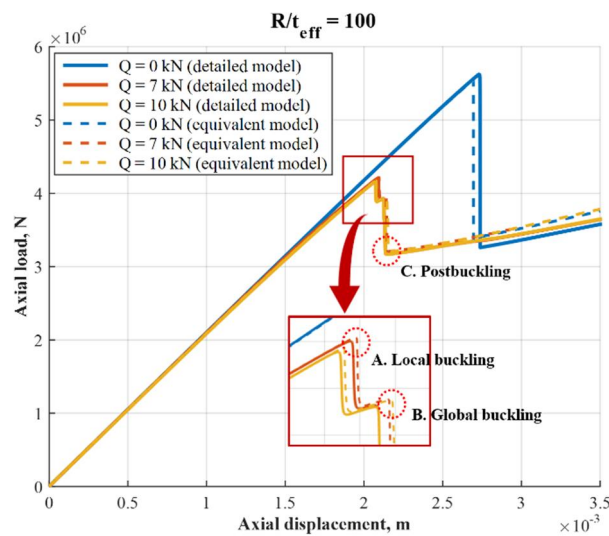 R/t_eff = 100
× 10^6
Q = 0 kN (detailed model)
Q = 7 kN (detailed model)
Q = 10 kN (detailed model)
Q = 0 kN (equivalent model)
Q = 7 kN (equivalent model)
Q = 10 kN (equivalent model)
6
5
4
3
2
1
0
Axial load, N
C. Postbuckling
A. Local buckling
B. Global buckling
0
0.5
1
1.5
2
2.5
3
3.5
Axial displacement, m
× 10^-3